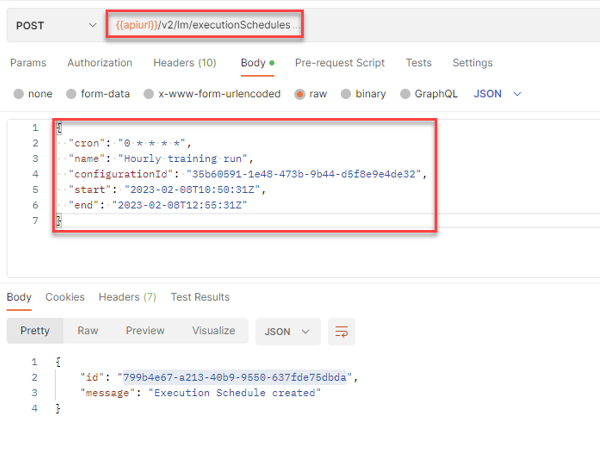 POST {{apiurl}}/v2/lm/executionSchedules ...
Params Authorization Headers (10) Body Pre-request Script Tests Settings
none form-data x-www-form-urlencoded raw binary GraphQL JSON
1 {
2 "cron": "0 * * * *",
3 "name": "Hourly training run",
4 "configurationId": "35b60591-1e48-473b-9b44-d5f8e9e4de32",
5 "start": "2023-02-08T10:50:31Z",
6 "end": "2023-02-08T12:55:31Z"
7 }
Body Cookies Headers (7) Test Results
Pretty Raw Preview Visualize JSON
1 {
2 "id": "799b4e67-a213-40b9-9550-637fde75dbda",
3 "message": "Execution Schedule created"
4 }